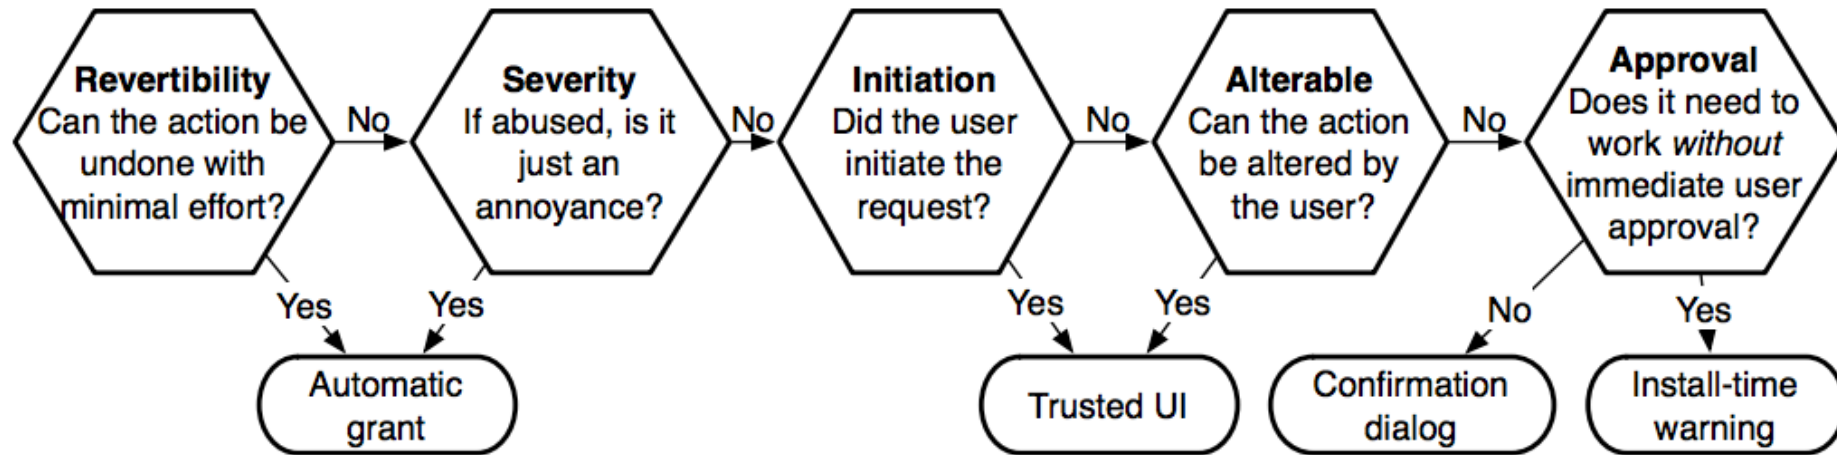 Revertibility
Can the action be
undone with
minimal effort?
No
Severity
If abused, is it
just an
annoyance?
No
Initiation
Did the user
initiate the
request?
No
Alterable
Can the action
be altered by
the user?
No
Approval
Does it need to
work without
immediate user
approval?
Yes
Yes
Yes
Yes
No
Yes
Automatic
grant
Trusted UI
Confirmation
dialog
Install-time
warning